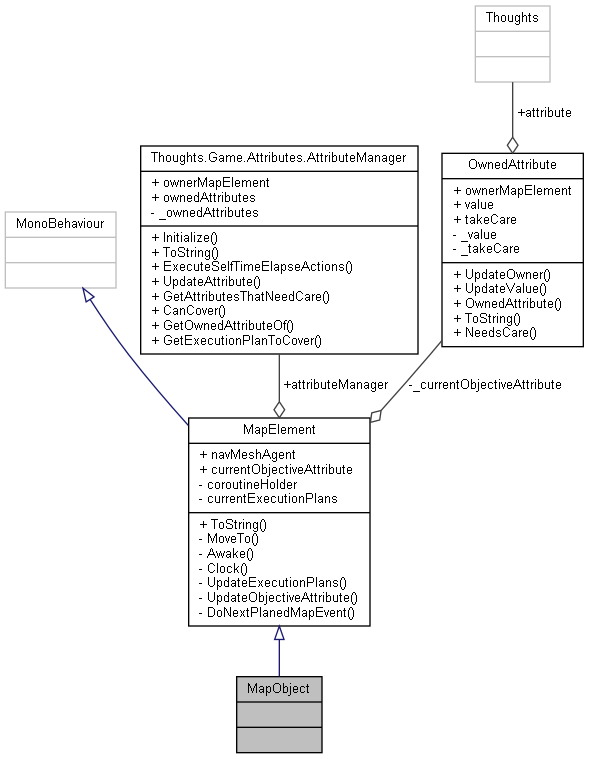 Thoughts
+attribute
Thoughts.Game.Attributes.AttributeManager
+ ownerMapElement
+ ownedAttributes
- _ownedAttributes
+ Initialize()
+ ToString()
+ ExecuteSelfTimeElapseActions()
+ UpdateAttribute()
+ GetAttributesThatNeedCare()
+ CanCover()
+ GetOwnedAttributeOf()
+ GetExecutionPlanToCover()
OwnedAttribute
+ ownerMapElement
+ value
+ takeCare
- _value
- _takeCare
+ UpdateOwner()
+ UpdateValue()
+ OwnedAttribute()
+ ToString()
+ NeedsCare()
MonoBehaviour
+attributeManager
-_currentObjectiveAttribute
MapElement
+ navMeshAgent
+ currentObjectiveAttribute
- coroutineHolder
- currentExecutionPlans
+ ToString()
- MoveTo()
- Awake()
- Clock()
- UpdateExecutionPlans()
- UpdateObjectiveAttribute()
- DoNextPlanedMapEvent()
MapObject